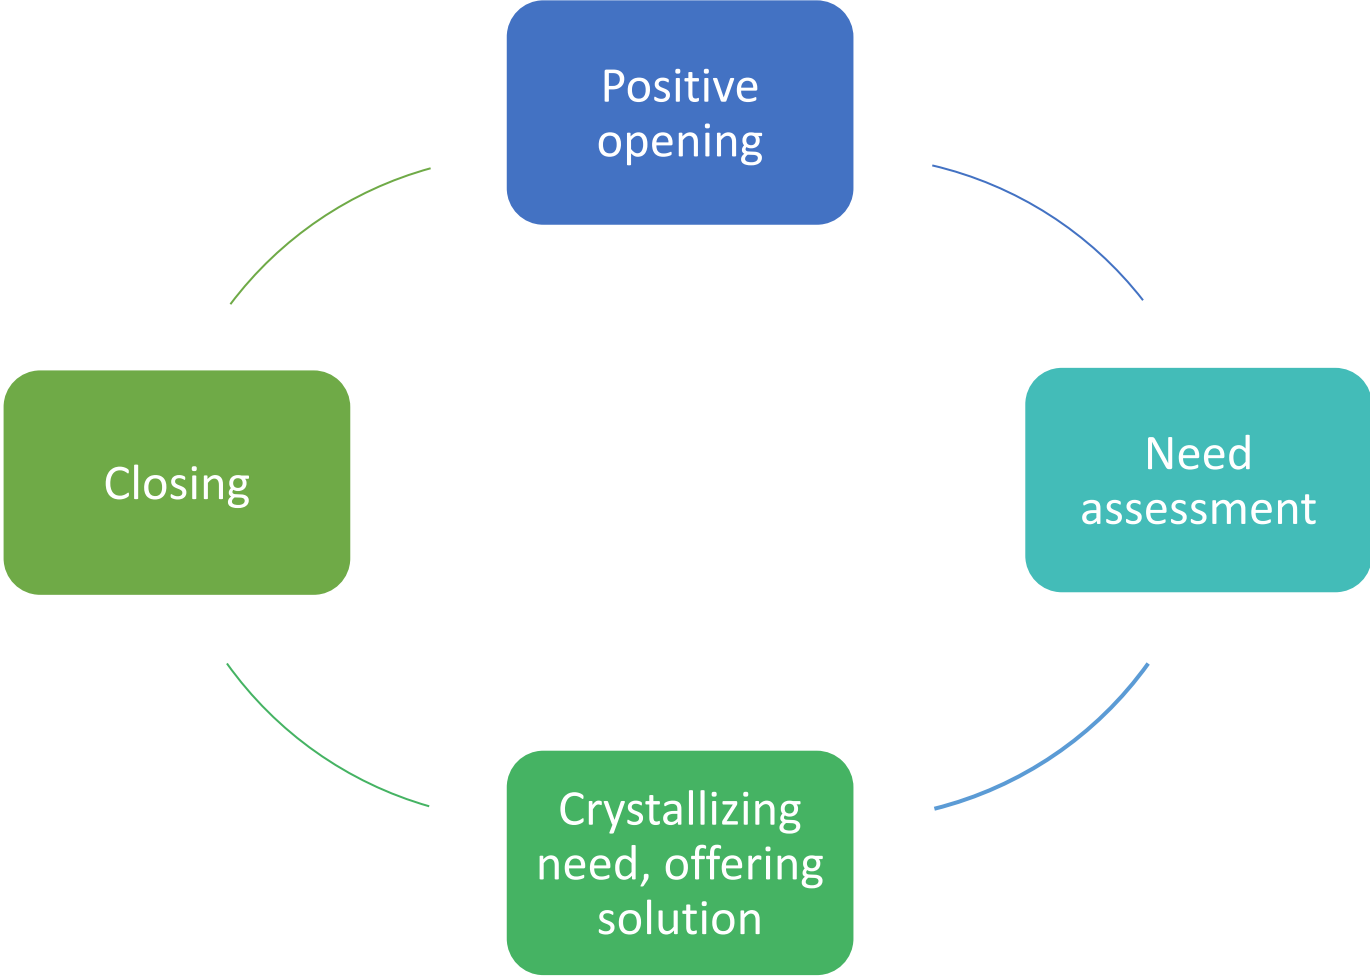 Positive
opening
Need
assessment
Crystallizing
need, offering
solution
Closing